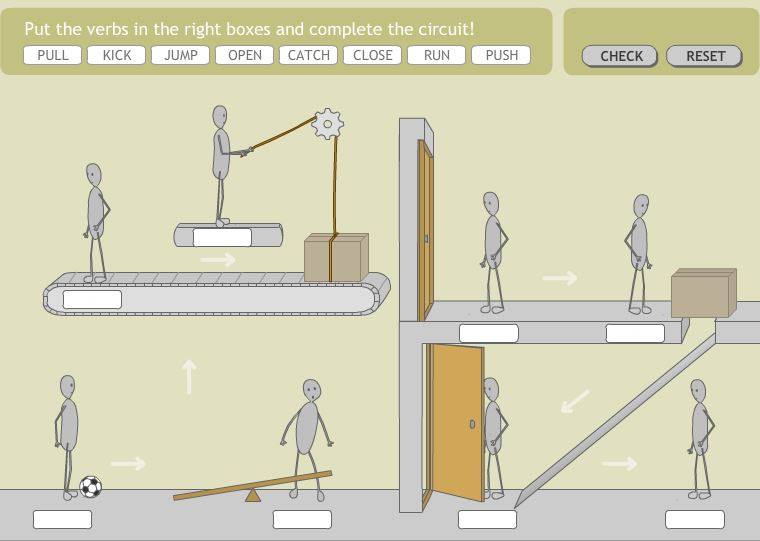 Put the verbs in the right boxes and complete the circuit!
PULL KICK JUMP OPEN CATCH CLOSE RUN PUSH
CHECK RESET